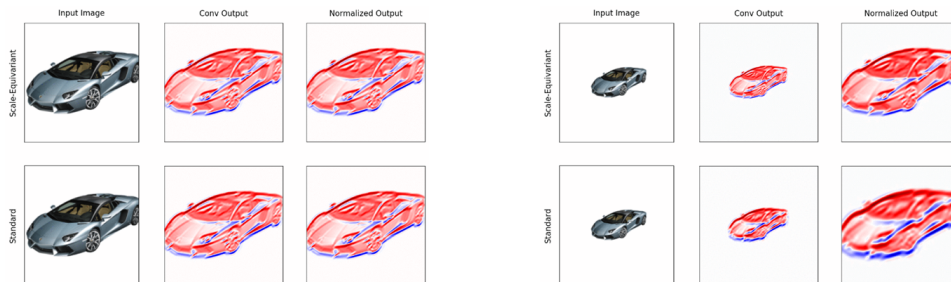 Input Image Conv Output Normalized Output Input Image Conv Output Normalized Output
Scale-Equivariant Scale-Equivariant
Standard Standard